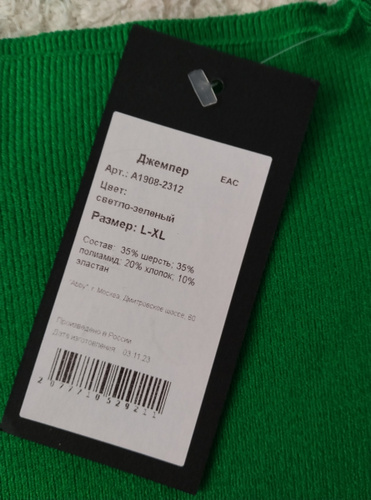 Джемпер
EAC
Арт.: A1908-2312
Цвет:
светло-зеленый
Размер: L-XL
Состав: 35% шерсть; 35%
полиамид; 20% хлопок; 10%
эластан
г. Москва, Дмитровское шоссе, 60
Произведено в России
Дата изготовления: 03.11.23